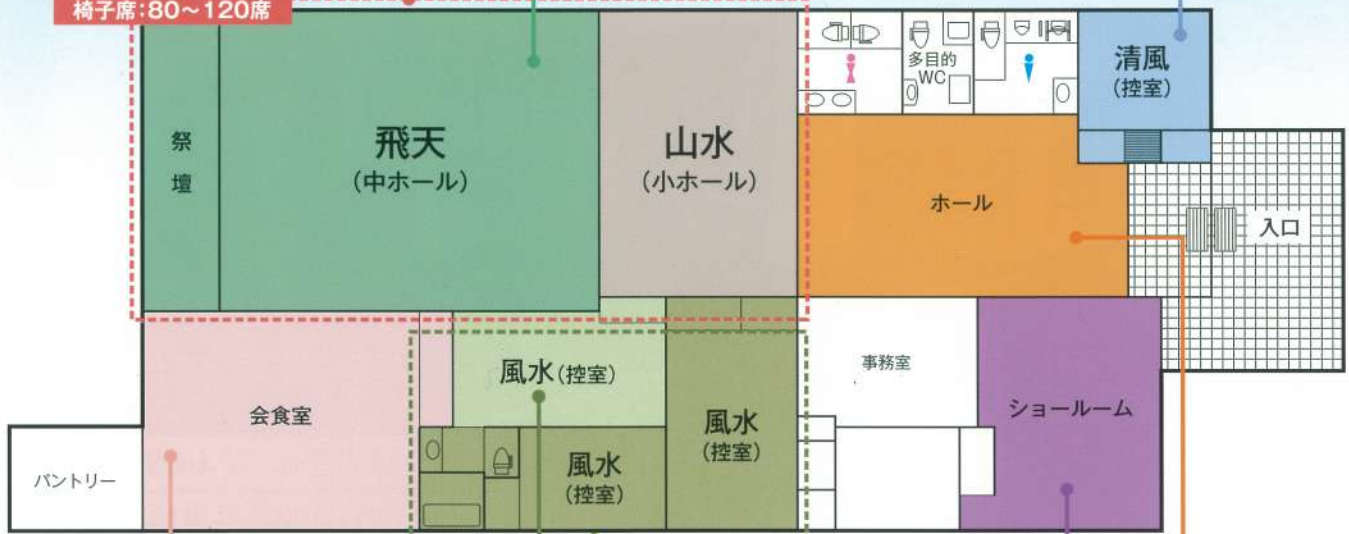 椅子席:80〜120席
祭
壇
飛天
(中ホール)
山水
(小ホール)
多目的
WC
清風
(控室)
ホール
入口
会食室
風水(控室)
風水
(控室)
風水
(控室)
事務室
ショールーム
パントリー